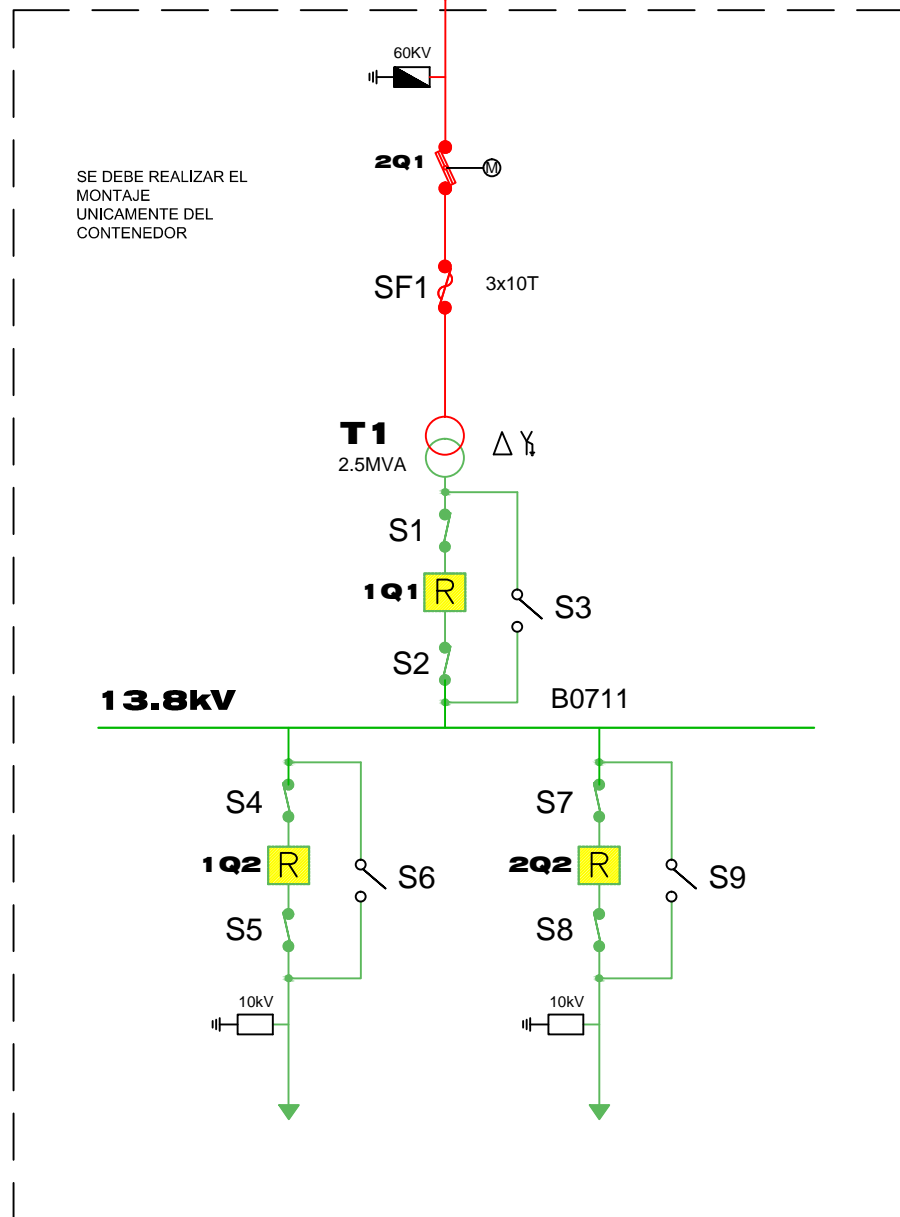 60KV
2Q1
M
SE DEBE REALIZAR EL
MONTAJE
UNICAMENTE DEL
CONTENEDOR
SF1
3x10T
T1
2.5MVA
S1
1Q1
R
S3
S2
13.8kV
B0711
S4
S7
1Q2
R
S6
2Q2
R
S9
S5
S8
10kV
10kV